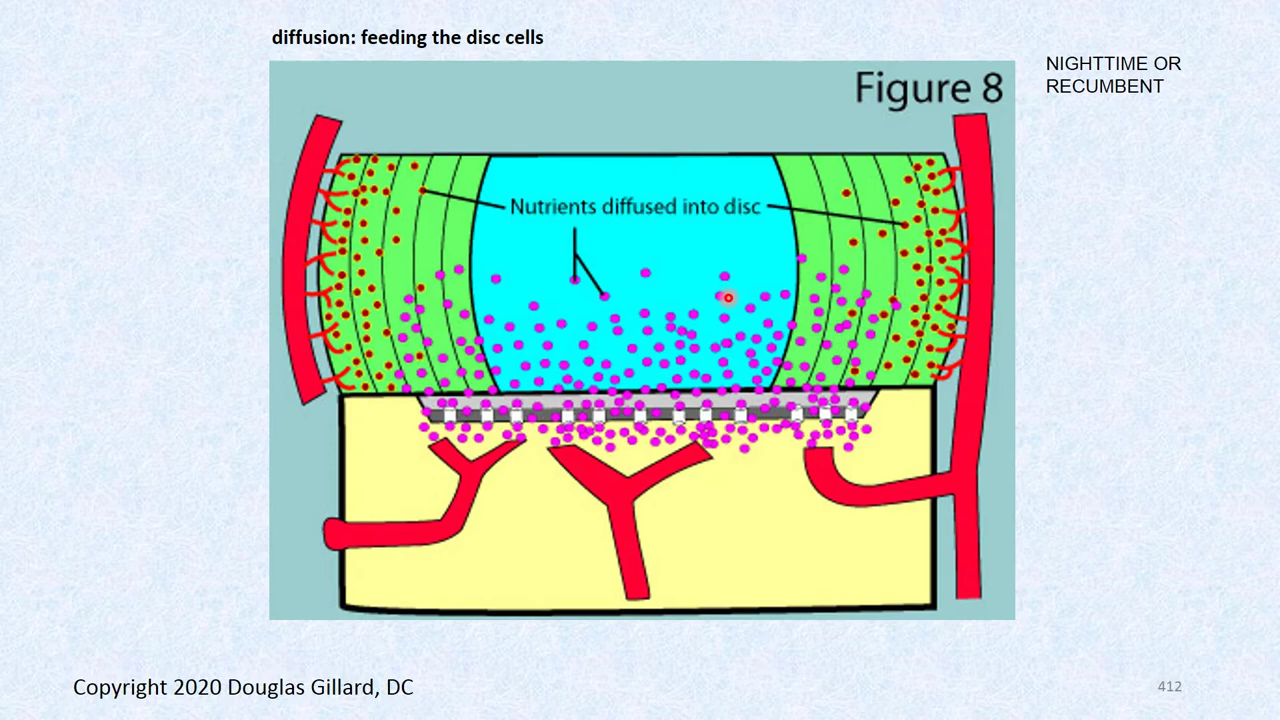 diffusion: feeding the disc cells
NIGHTTIME OR
RECUMBENT
Figure 8
Nutrients diffused into disc
Copyright 2020 Douglas Gillard, DC
412